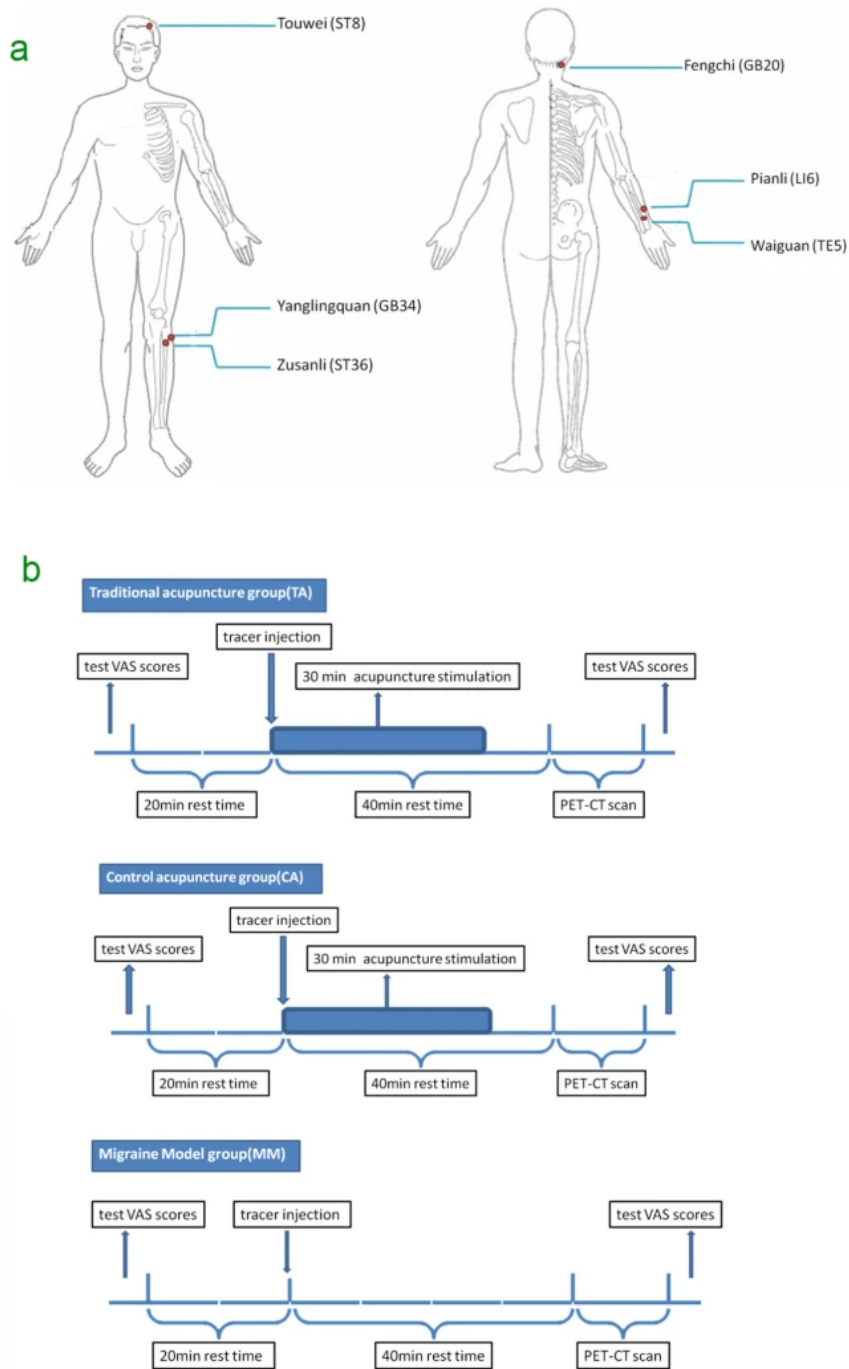 a
Touwei (ST8)
Fengchi (GB20)
Pianli (LI6)
Waiguan (TE5)
Yanglingquan (GB34)
Zusanli (ST36)
b
Traditional acupuncture group(TA)
tracer injection
test VAS scores
30 min acupuncture stimulation
test VAS scores
20min rest time
40min rest time
PET-CT scan
Control acupuncture group(CA)
tracer injection
test VAS scores
30 min acupuncture stimulation
test VAS scores
20min rest time
40min rest time
PET-CT scan
Migraine Model group(MM)
test VAS scores
tracer injection
test VAS scores
20min rest time
40min rest time
PET-CT scan